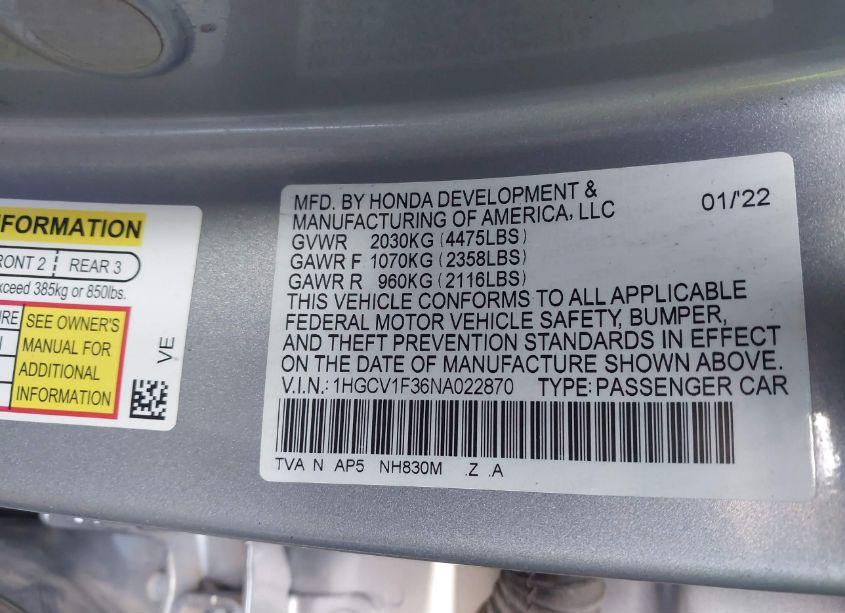 NFORMATION
RONT 2 REAR 3
xceed 385kg or 850lbs.
SEE OWNER'S
MANUAL FOR
ADDITIONAL
INFORMATION
VE
MFD. BY HONDA DEVELOPMENT & 01/'22
MANUFACTURING OF AMERICA, LLC
GVWR 2030KG (4475LBS)
GAWR F 1070KG (2358LBS)
GAWR R 960KG (2116LBS)
THIS VEHICLE CONFORMS TO ALL APPLICABLE
FEDERAL MOTOR VEHICLE SAFETY, BUMPER,
AND THEFT PREVENTION STANDARDS IN EFFECT
ON THE DATE OF MANUFACTURE SHOWN ABOVE.
V.I.N.: 1HGCV1F36NA022870 TYPE: PASSENGER CAR
TVA N AP5 NH830M .Z .A